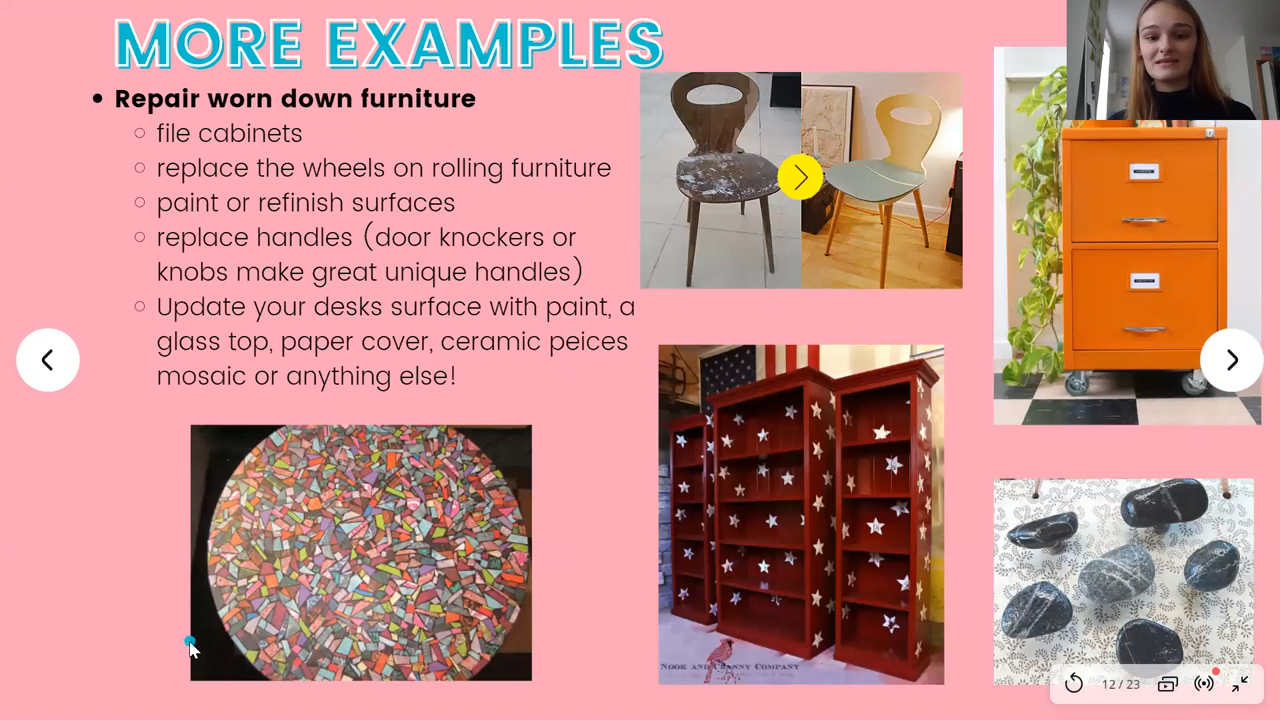 MORE EXAMPLES
Repair worn down furniture
file cabinets
replace the wheels on rolling furniture
paint or refinish surfaces
replace handles (door knockers or
knobs make great unique handles)
Update your desks surface with paint, a
glass top, paper cover, ceramic peices
mosaic or anything else!
NOOK AND CRANNY COMPANY
12 / 23